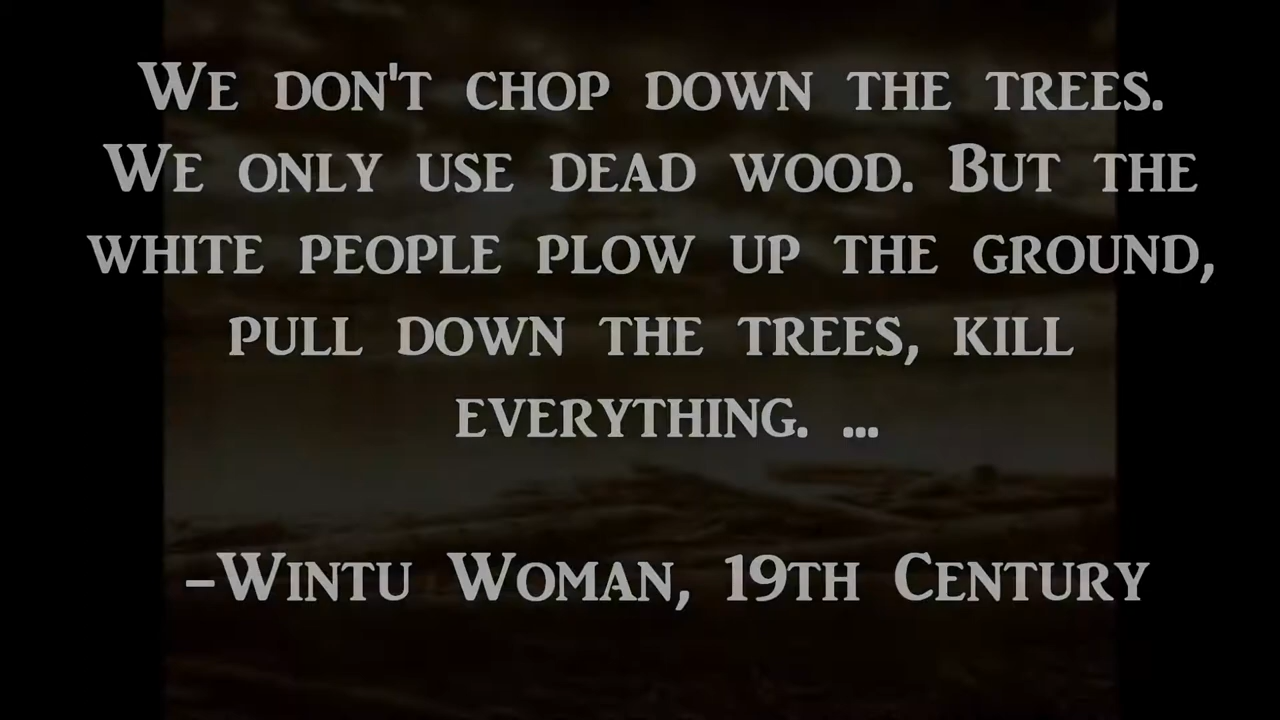 We don't chop down the trees.
We only use dead wood. But the
white people plow up the ground,
pull down the trees, kill
everything. ...
–Wintu Woman, 19th Century